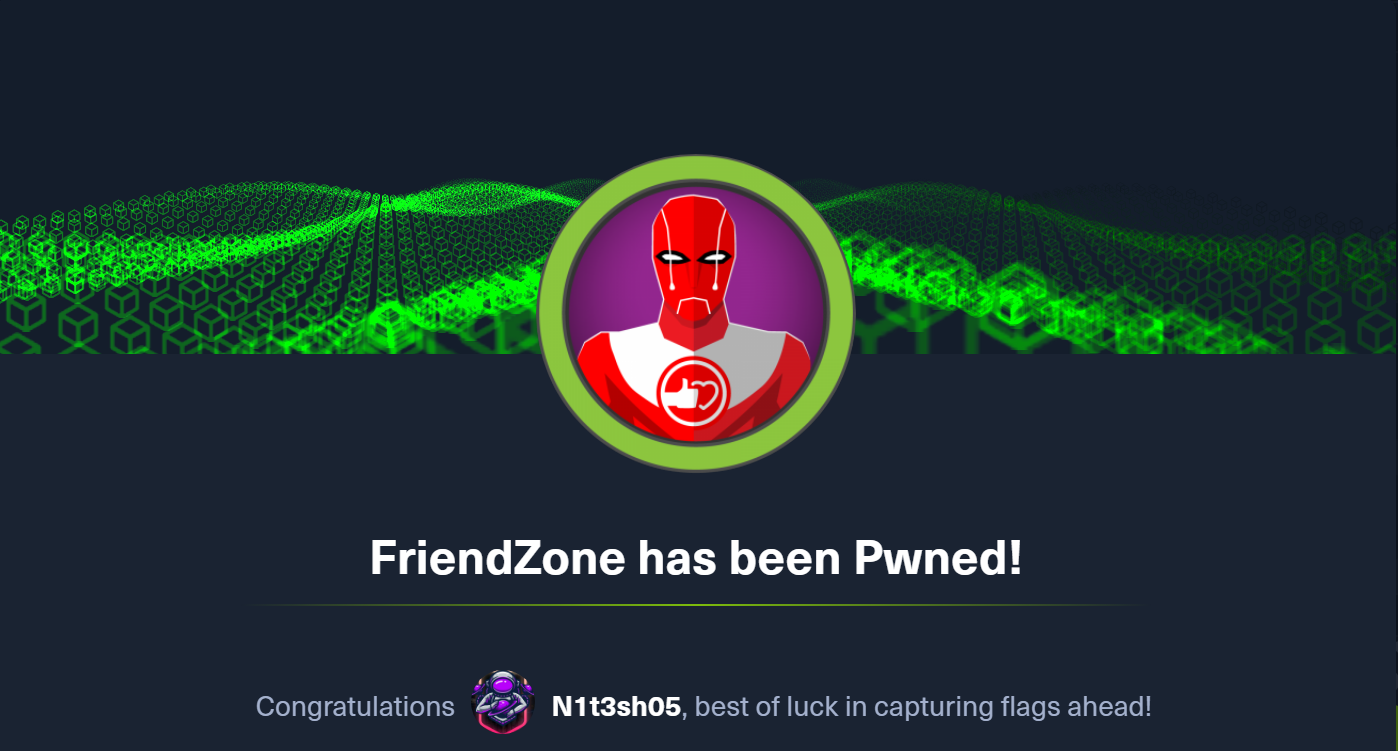 FriendZone has been Pwned!
Congratulations N1t3sh05, best of luck in capturing flags ahead!